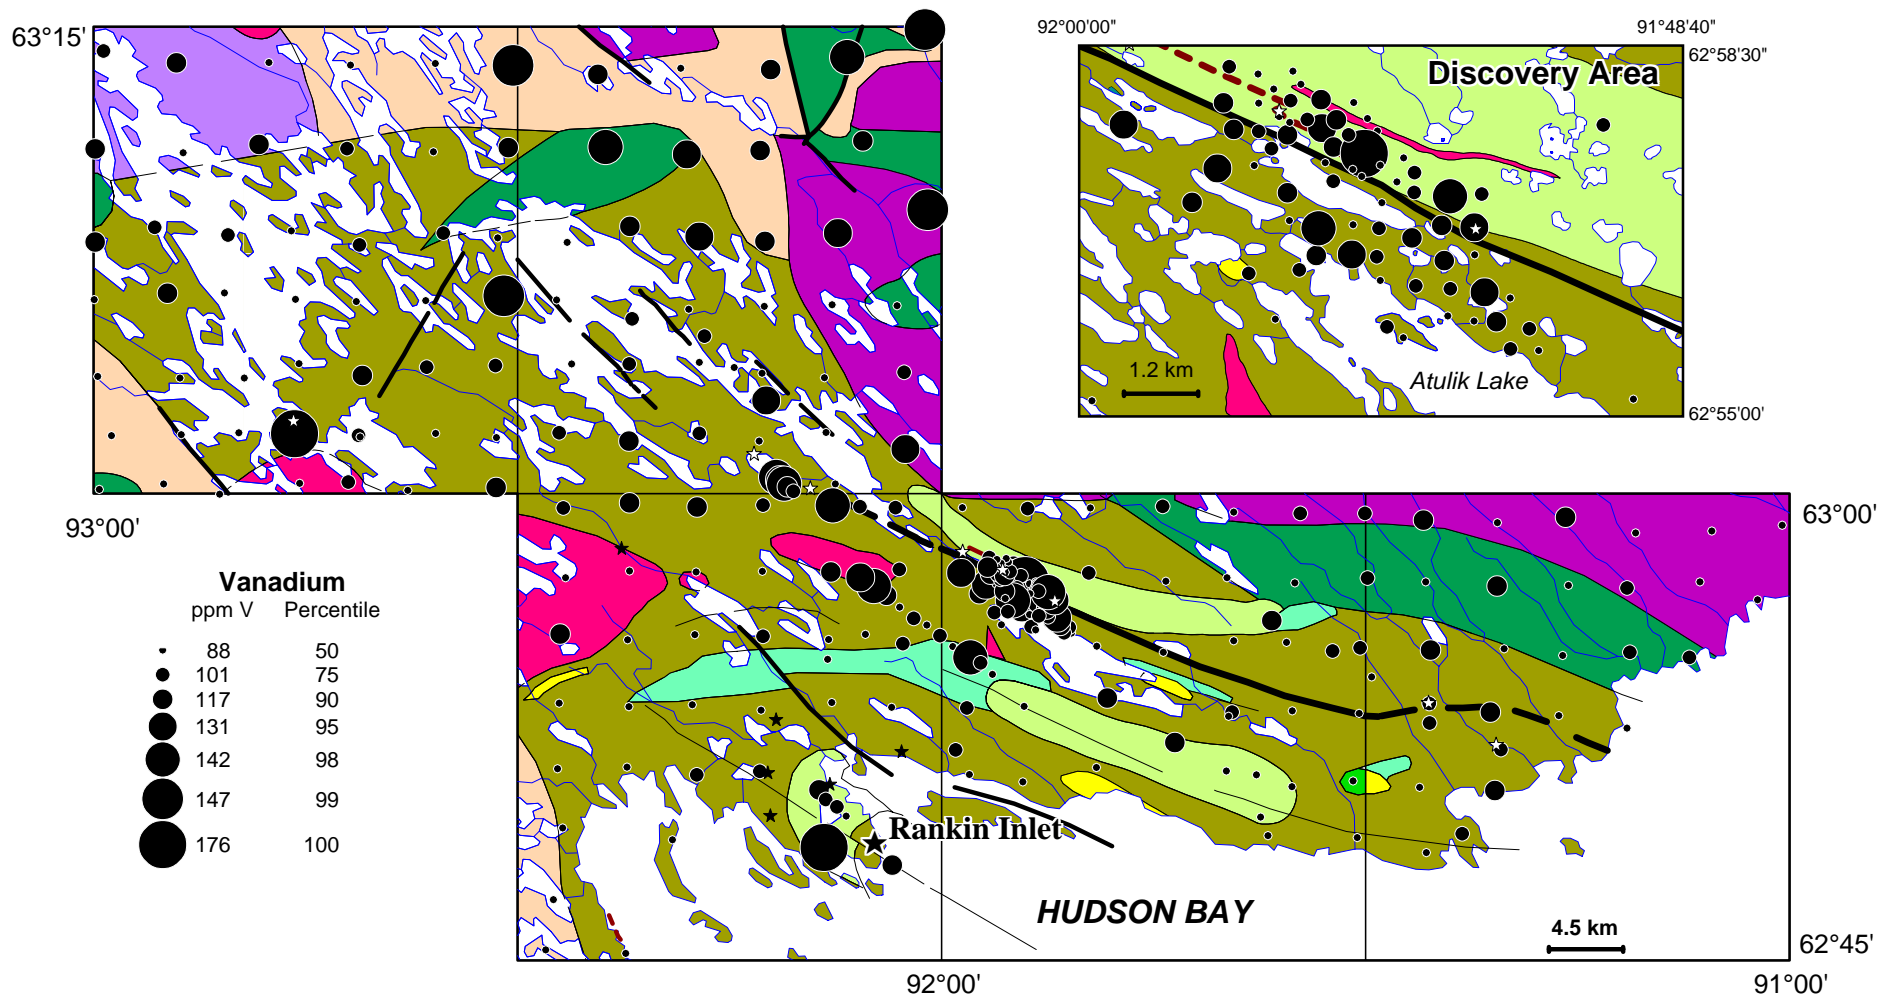 63°15'
92°00'00"
91°48'40"
62°58'30"
Discovery Area
1.2 km
Atulik Lake
62°55'00'
93°00'
63°00'
Vanadium
ppm V Percentile
88 50
101 75
117 90
131 95
142 98
147 99
176 100
Rankin Inlet
HUDSON BAY
4.5 km
62°45'
92°00'
91°00'